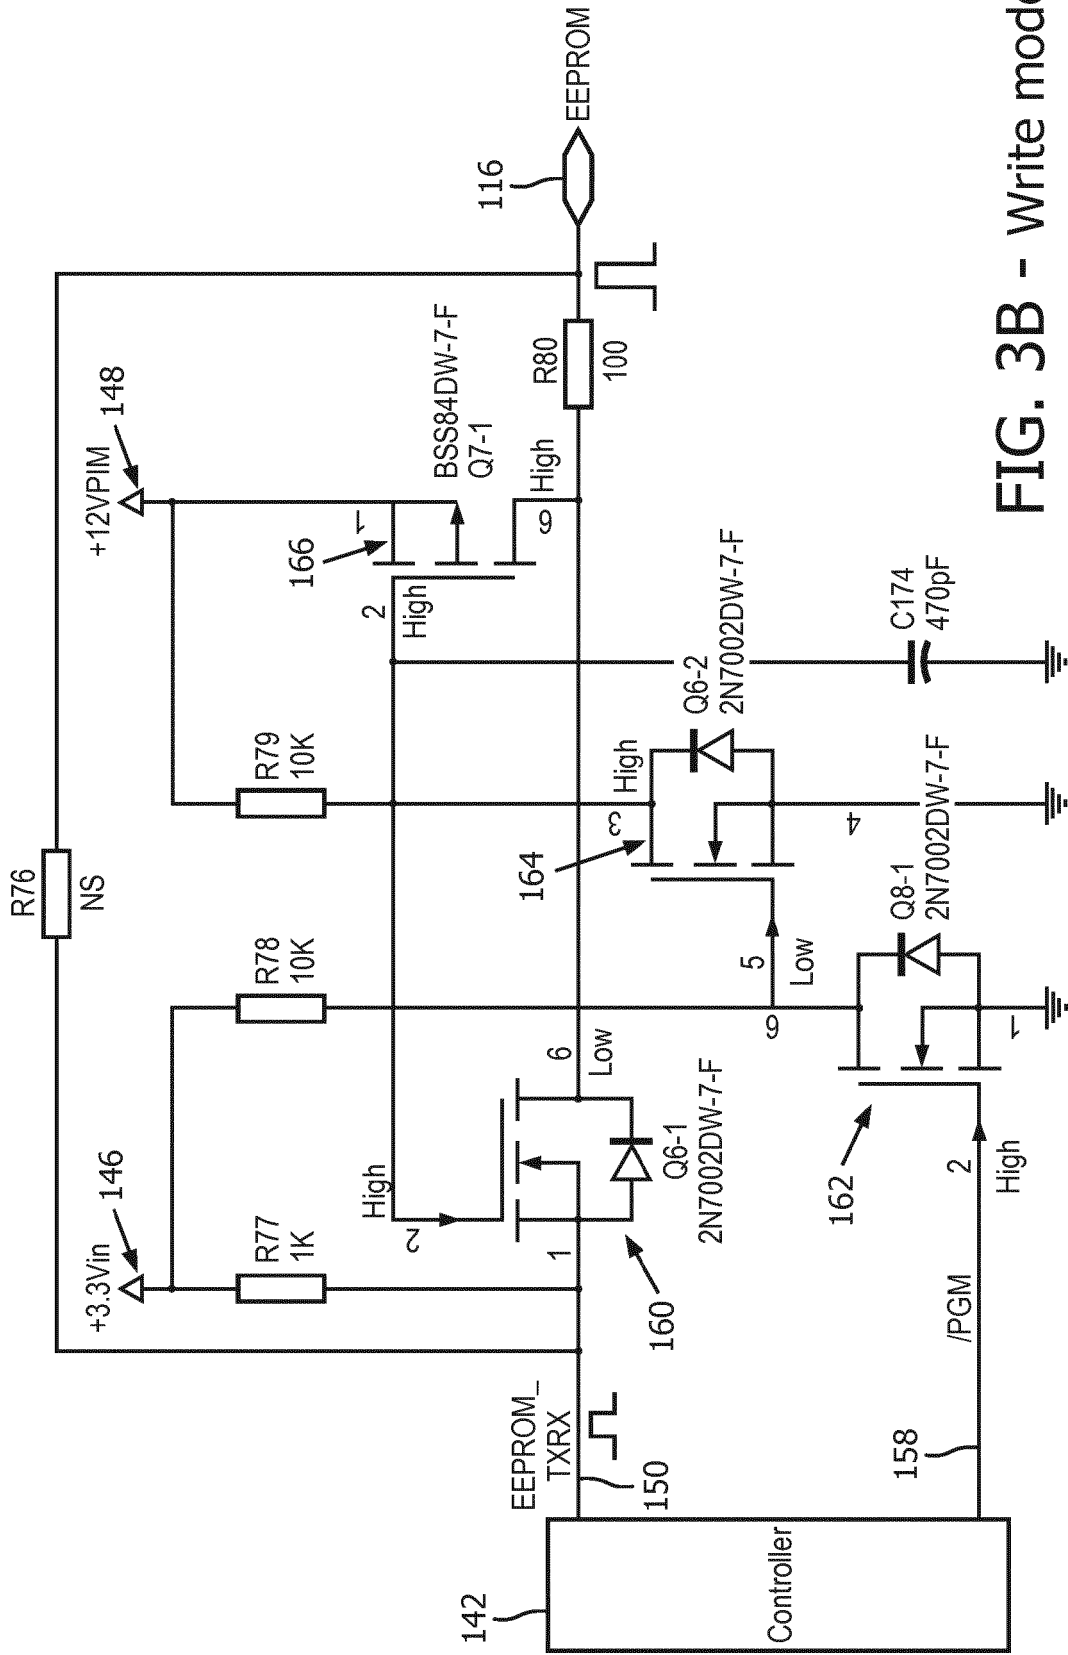 R76
NS
+3.3Vin
146
R77
1K
R78
10K
R79
10K
+12VPIM
148
166
1
2
High
BSS84DW-7-F
Q7-1
6
High
R80
100
116
EEPROM
EEPROM_
TXRX
150
High
2
1
6
Low
160
Q6-1
2N7002DW-7-F
164
3
High
Q6-2
2N7002DW-7-F
5
Low
4
C174
470pF
142
Controller
158
/PGM
2
High
162
6
Q8-1
2N7002DW-7-F
1
FIG. 3B - Write mode